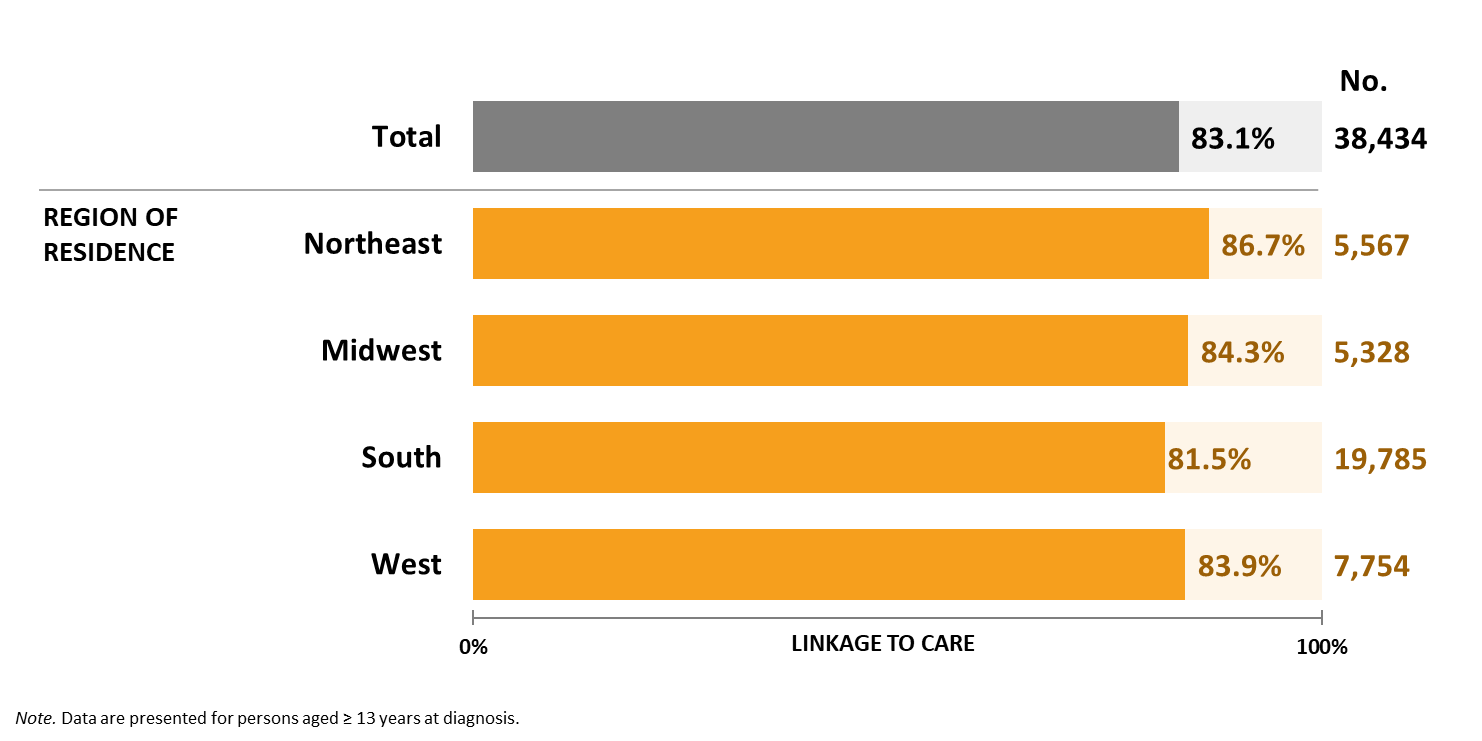 No.
Total 83.1% 38,434
REGION OF
RESIDENCE
Northeast 86.7% 5,567
Midwest 84.3% 5,328
South 81.5% 19,785
West 83.9% 7,754
0% LINKAGE TO CARE 100%
Note. Data are presented for persons aged ≥ 13 years at diagnosis.